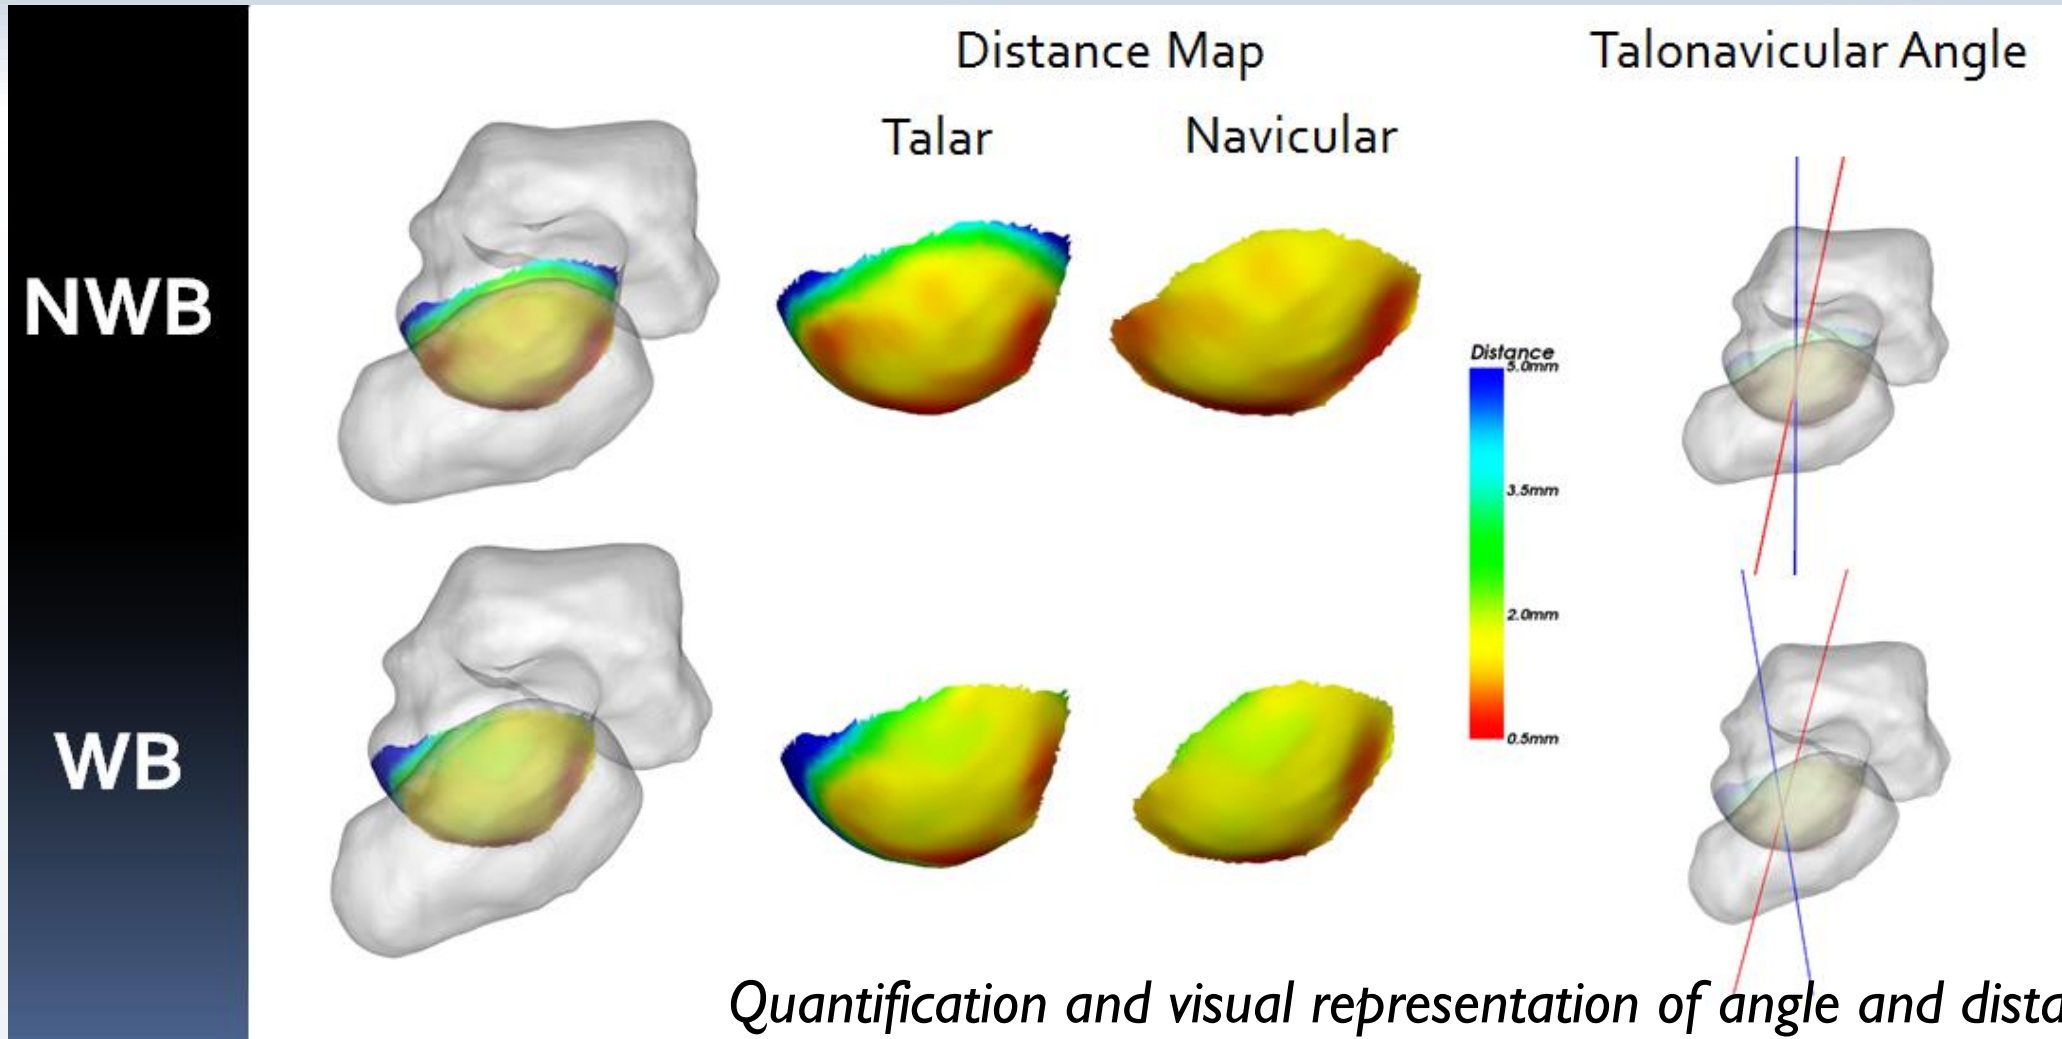 Distance Map
Talonavicular Angle
Talar
Navicular
NWB
Distance
5.0mm
3.5mm
2.0mm
0.5mm
WB
Quantification and visual representation of angle and dista